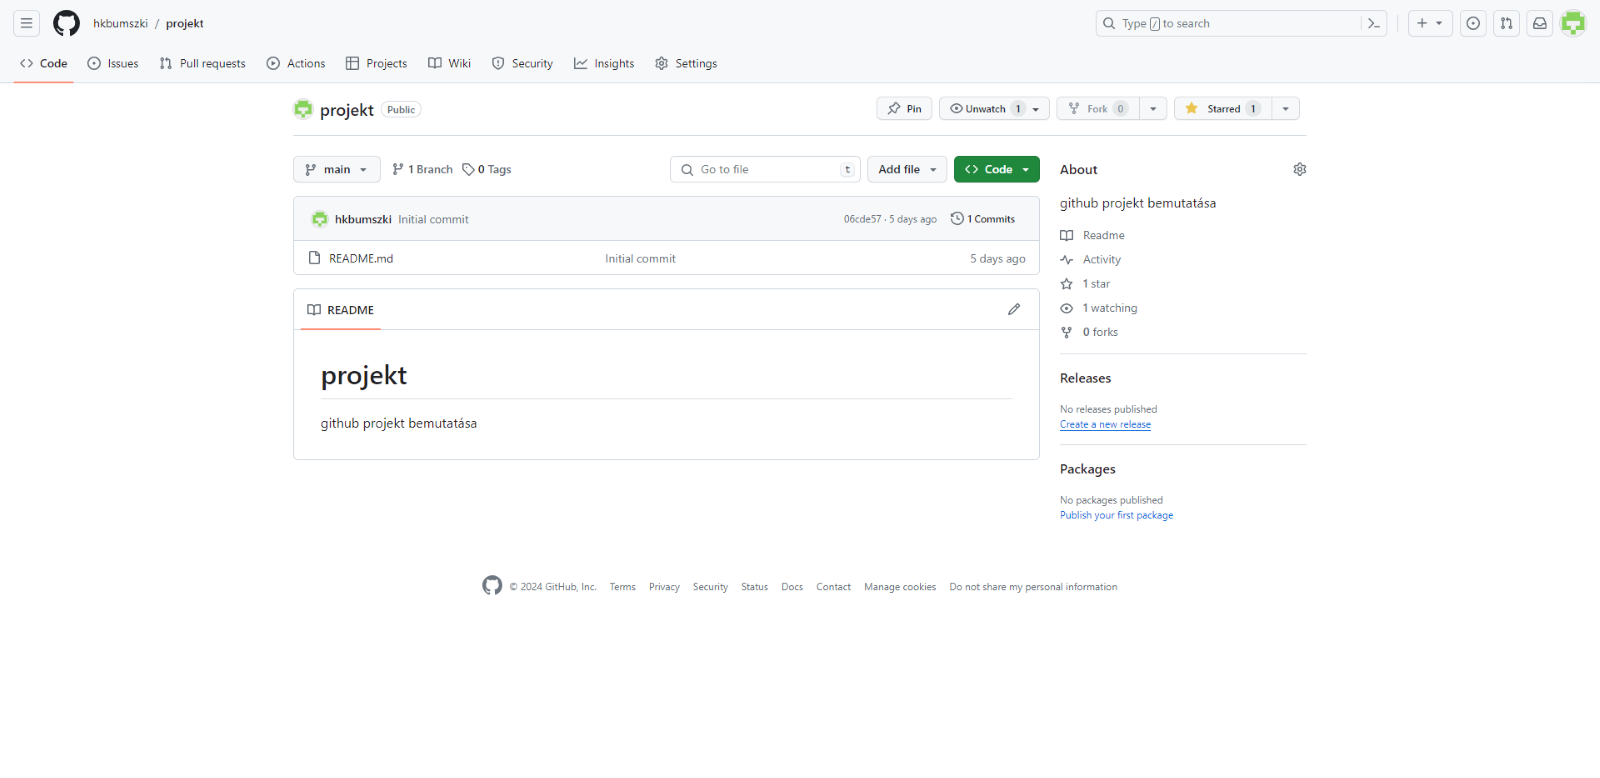 hkbumszki / projekt
Type / to search
Code Issues Pull requests Actions Projects Wiki Security Insights Settings
projekt Public
Pin Unwatch 1 Fork 0 Starred 1
main 1 Branch 0 Tags Go to file t Add file Code
hkbumszki Initial commit 06cde57 · 5 days ago 1 Commits
README.md Initial commit 5 days ago
README
projekt
github projekt bemutatása
About
github projekt bemutatása
Readme
Activity
1 star
1 watching
0 forks
Releases
No releases published
Create a new release
Packages
No packages published
Publish your first package
© 2024 GitHub, Inc. Terms Privacy Security Status Docs Contact Manage cookies Do not share my personal information